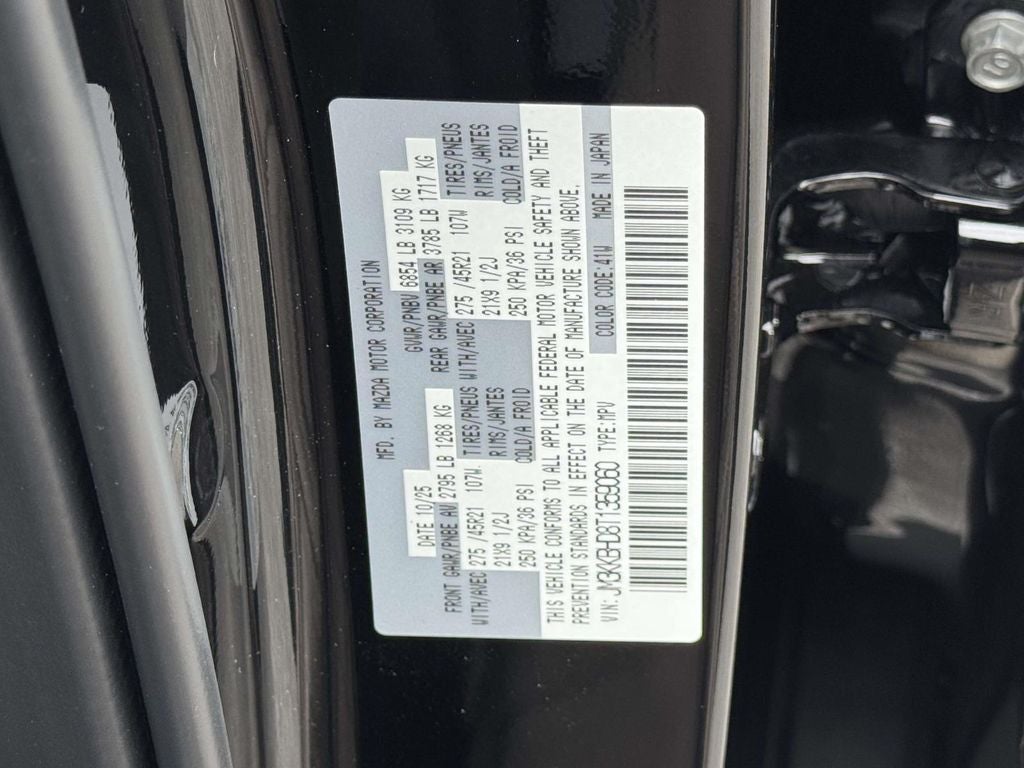 MFD. BY MAZDA MOTOR CORPORATION
DATE 10/25 GVWR/PNBV 6854 LB 3109 KG
FRONT GAWR/PNBE AV 2795 LB 1268 KG REAR GAWR/PNBE AR 3785 LB 1717 KG
WITH/AVEC 275 /45R21 107W TIRES/PNEUS WITH/AVEC 275 /45R21 107W TIRES/PNEUS
21X9 1/2J RIMS/JANTES 21X9 1/2J RIMS/JANTES
250 KPA/36 PSI COLD/A FROID 250 KPA/36 PSI COLD/A FROID
THIS VEHICLE CONFORMS TO ALL APPLICABLE FEDERAL MOTOR VEHICLE SAFETY AND THEFT
PREVENTION STANDARDS IN EFFECT ON THE DATE OF MANUFACTURE SHOWN ABOVE.
VIN: TYPE:MPV COLOR CODE:41W MADE IN JAPAN